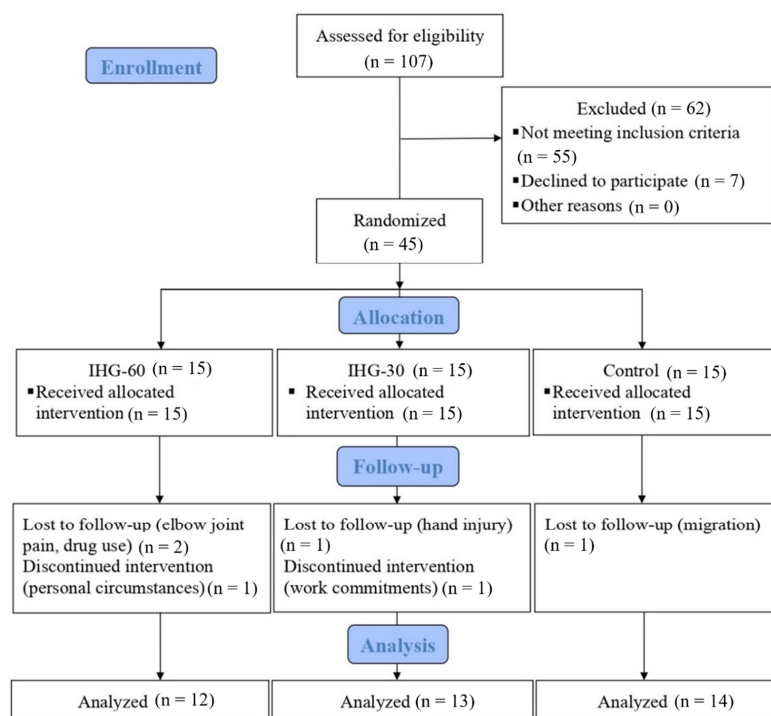 Assessed for eligibility
(n = 107)
Enrollment
Excluded (n = 62)
▪Not meeting inclusion criteria
(n = 55)
▪Declined to participate (n = 7)
▪Other reasons (n = 0)
Randomized
(n = 45)
Allocation
IHG-60 (n = 15)
▪Received allocated
intervention (n = 15)
IHG-30 (n = 15)
▪ Received allocated
intervention (n = 15)
Control (n = 15)
▪Received allocated
intervention (n = 15)
Follow-up
Lost to follow-up (elbow joint
pain, drug use) (n = 2)
Discontinued intervention
(personal circumstances) (n = 1)
Lost to follow-up (hand injury)
(n = 1)
Discontinued intervention
(work commitments) (n = 1)
Lost to follow-up (migration)
(n = 1)
Analysis
Analyzed (n = 12)
Analyzed (n = 13)
Analyzed (n = 14)